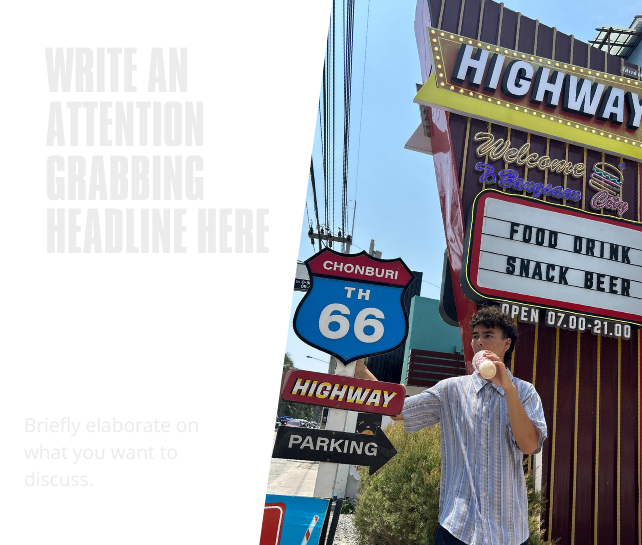 WRITE AN
ATTENTION
GRABBING
HEADLINE HERE
Briefly elaborate on
what you want to
discuss.
HIGHWAY
Welcome
To Bangsaen
City
FOOD DRINK
SNACK BEER
OPEN 07.00-21.00
CHONBURI
TH
66
HIGHWAY
PARKING